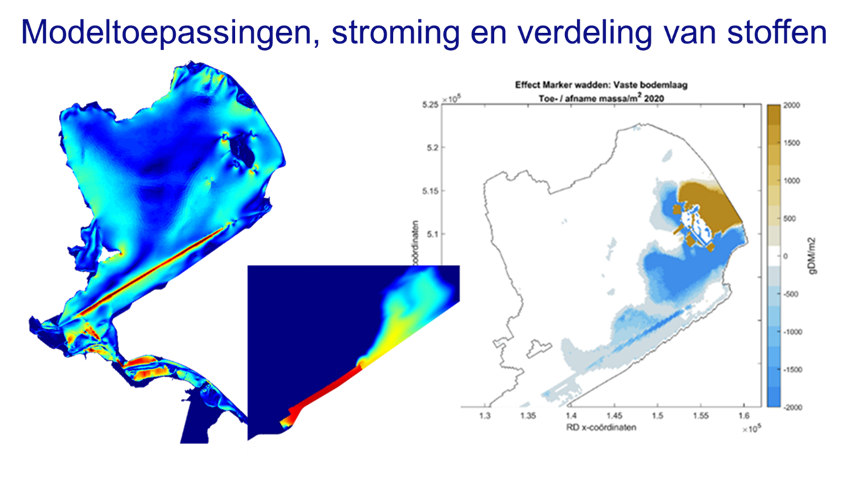 Modeltoepassingen, stroming en verdeling van stoffen
Effect Marker wadden: Vaste bodemlaag
Toe- / afname massa/m² 2020
5.25 ×10⁵
5.2
5.15
5.1
coördinaten
1.3 1.35 1.4 1.45 1.5 1.55 1.6
×10⁵
RD x-coördinaten
2000
1500
1000
500
0
-500
-1000
-1500
-2000
gDM/m2